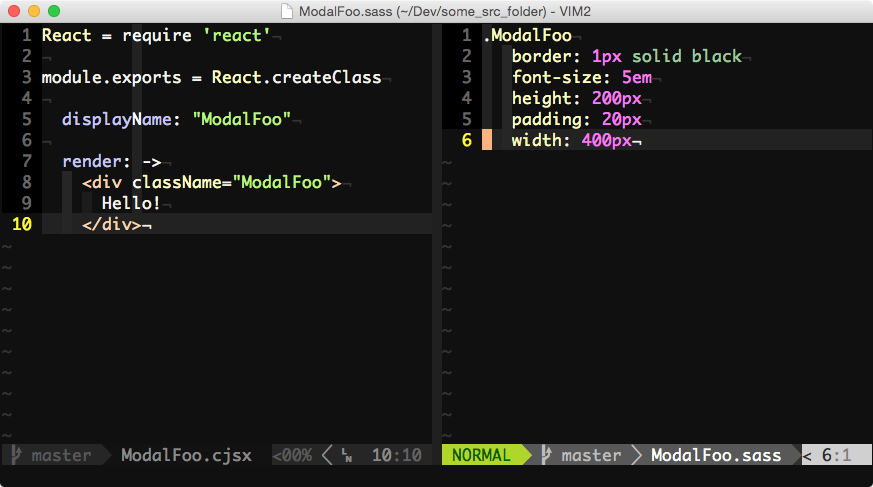 ModalFoo.sass (~/Dev/some_src_folder) - VIM2
1 React = require 'react'¬
2 ¬
3 module.exports = React.createClass¬
4 ¬
5   displayName: "ModalFoo"¬
6 ¬
7   render: ->¬
8     <div className="ModalFoo">¬
9       Hello!¬
10     </div>¬
~
~
~
~
~
~
~
~
~
~
master ModalFoo.cjsx <00% < LN 10:10
1 .ModalFoo¬
2   border: 1px solid black¬
3   font-size: 5em¬
4   height: 200px¬
5   padding: 20px¬
6   width: 400px¬
~
~
~
~
~
~
~
~
~
~
~
~
~
~
NORMAL master > ModalFoo.sass < 6:1